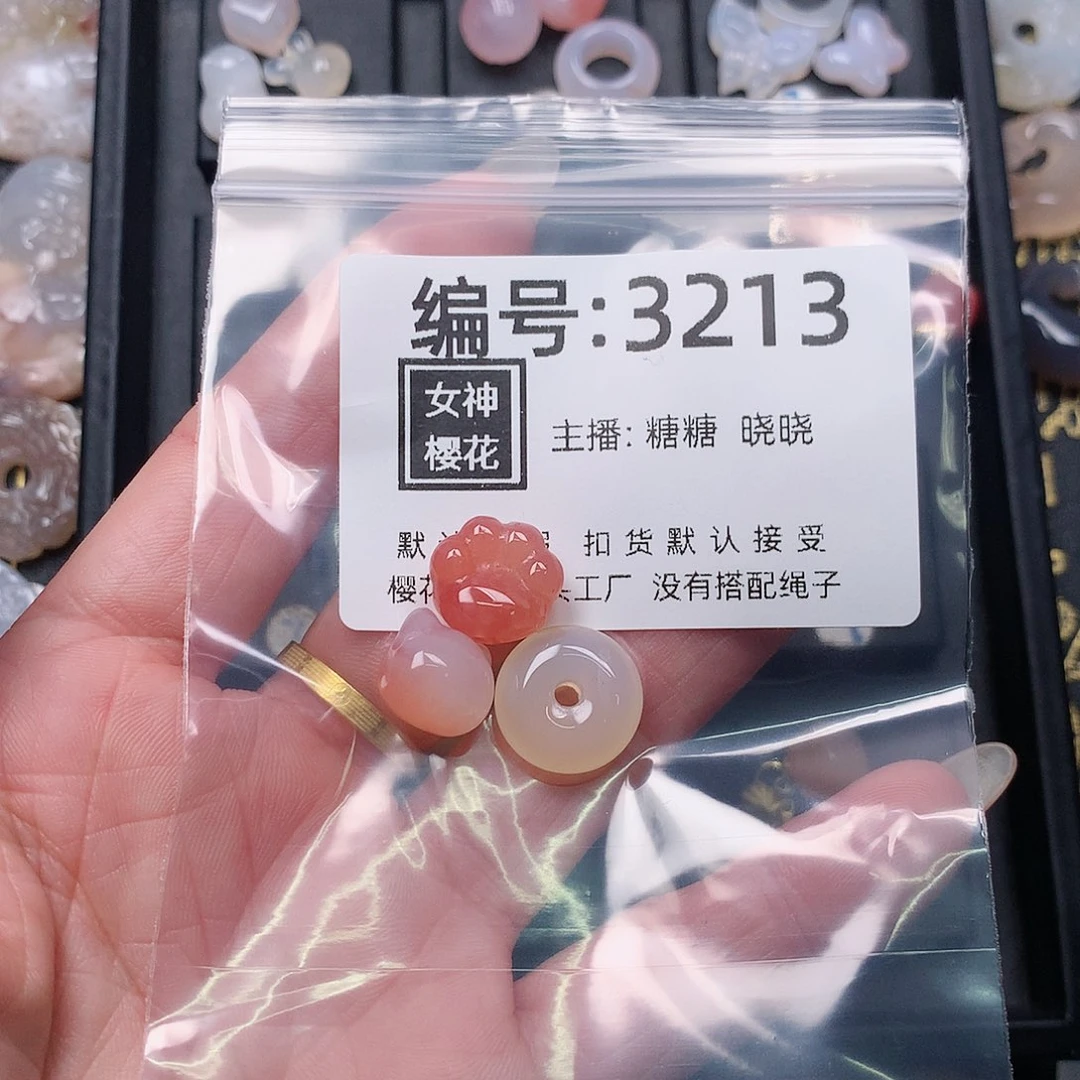 编号:3213
女神
樱花
主播:糖糖 晓晓
默 扣货默认接受
樱花 工厂 没有搭配绳子